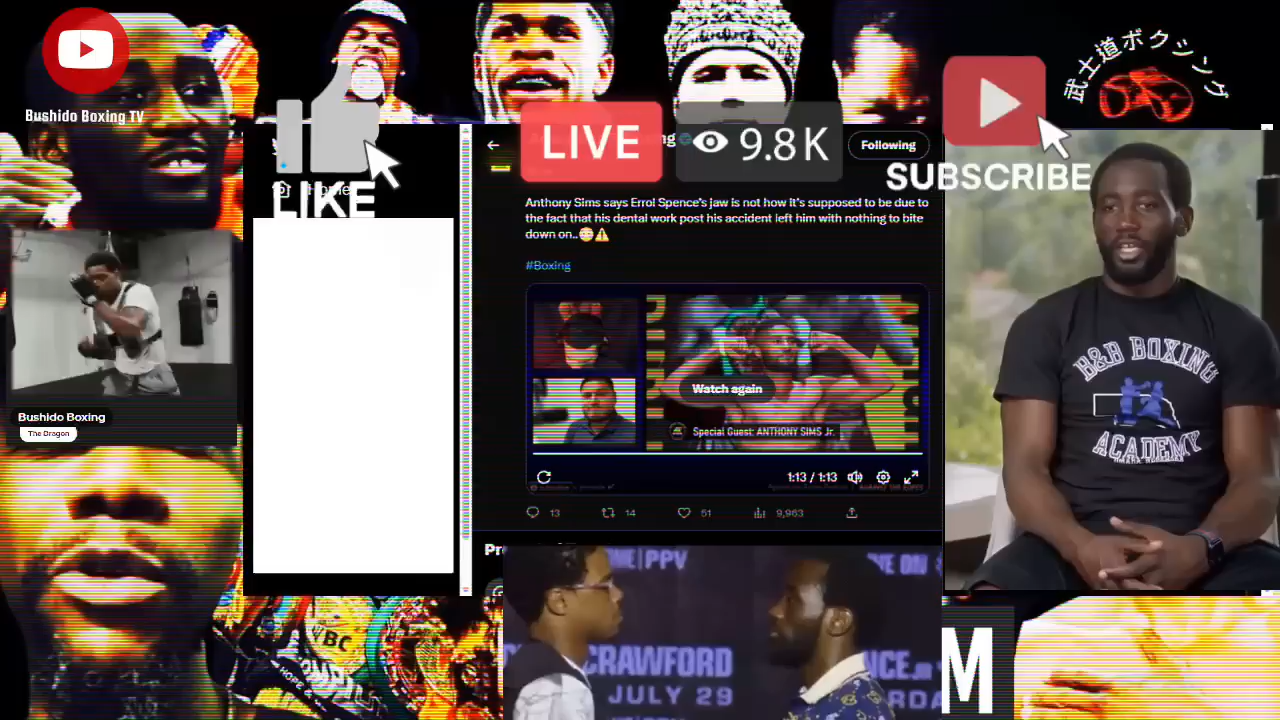 Bushido Boxing TV
武士道ボクシング
LIVE
9.8K
Following
SUBSCRIBE
Home
LIKE
Anthony Sims says Errol Spence's jaw is not how it's supposed to be due to
the fact that his dental work post his accident left him with nothing to bite
down on..
#Boxing
Watch again
Special Guest: ANTHONY SIMS Jr.
1:13 / 1:13
13
14
51
9,963
Bushido Boxing
The Dragon
B&B BOXING
ACADEMY
PPV
CRAWFORD
JULY 29
M